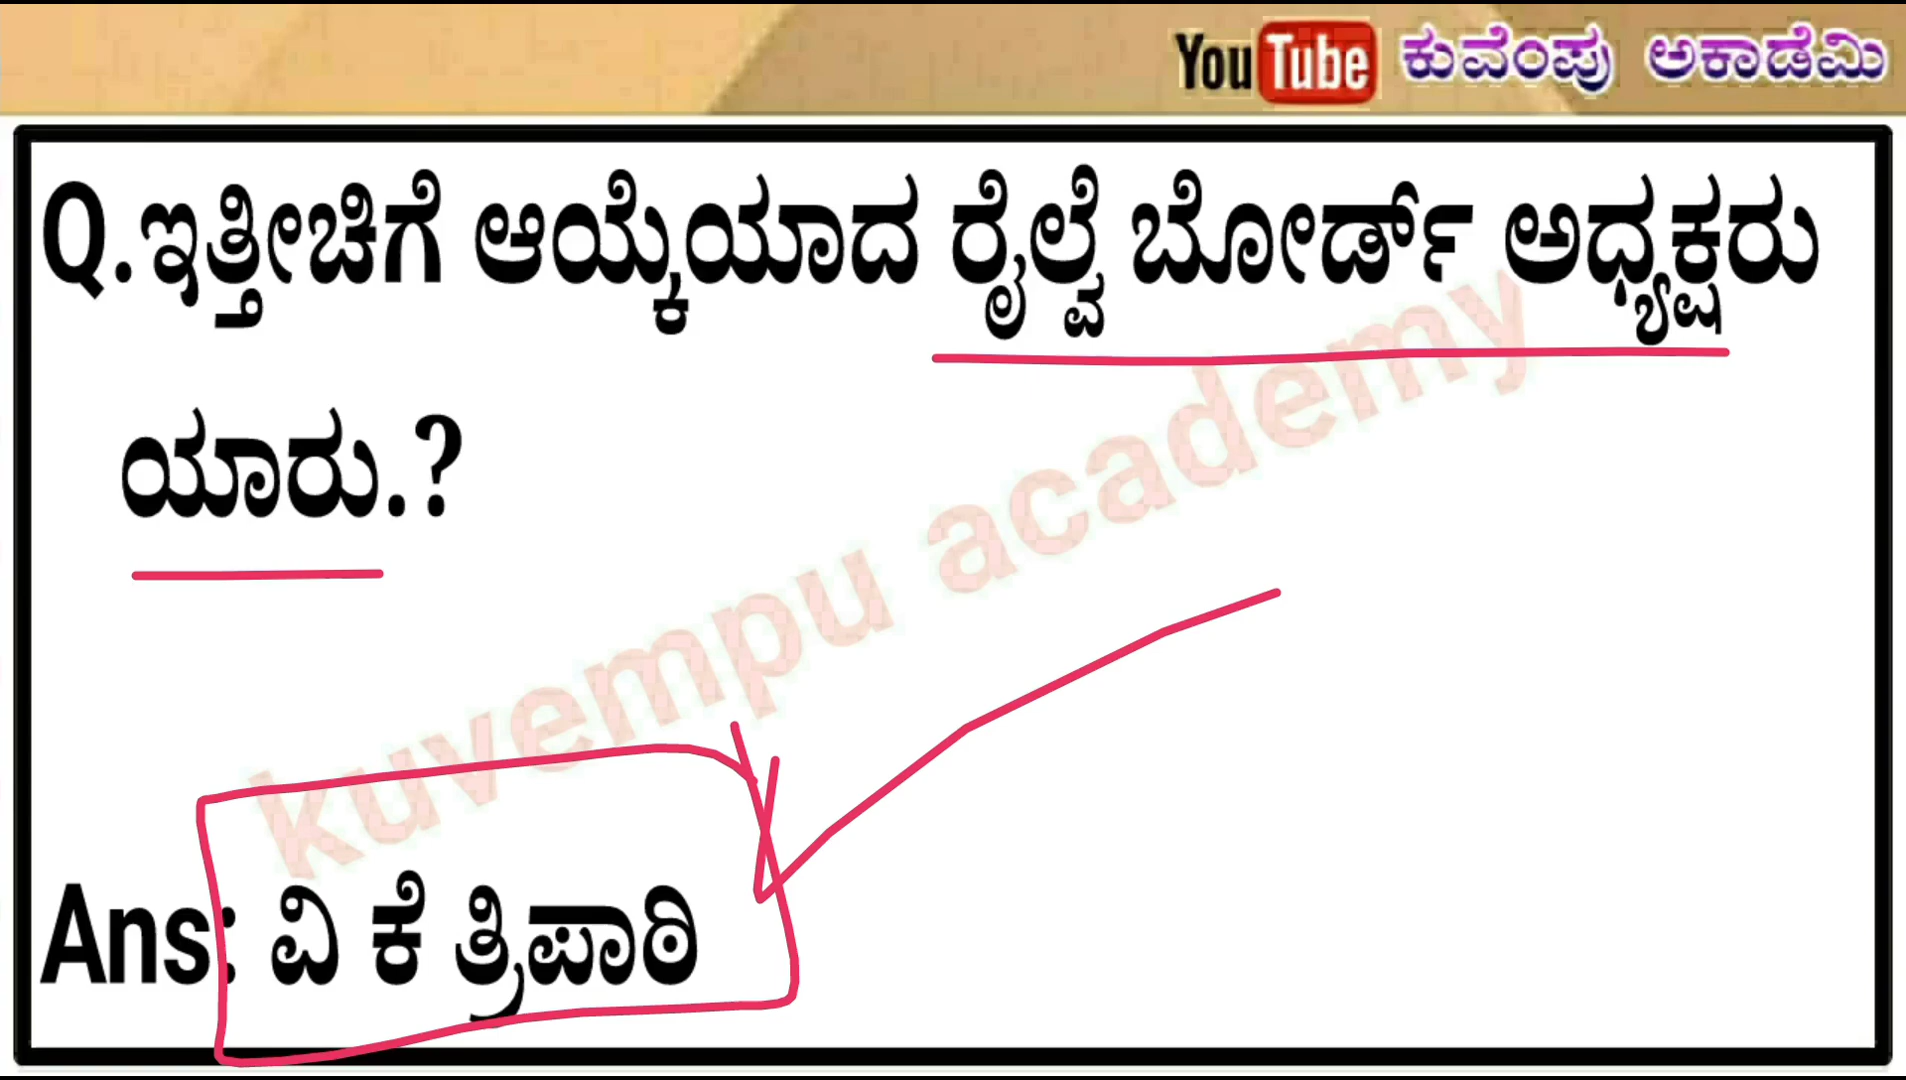 YouTube ಕುವೆಂಪು ಅಕಾಡೆಮಿ
Q.ಇತ್ತೀಚಿಗೆ ಆಯ್ಕೆಯಾದ ರೈಲ್ವೆ ಬೋರ್ಡ್ ಅಧ್ಯಕ್ಷರು
ಯಾರು.?
kuvempu academy
Ans: ವಿ ಕೆ ತ್ರಿಪಾಠಿ